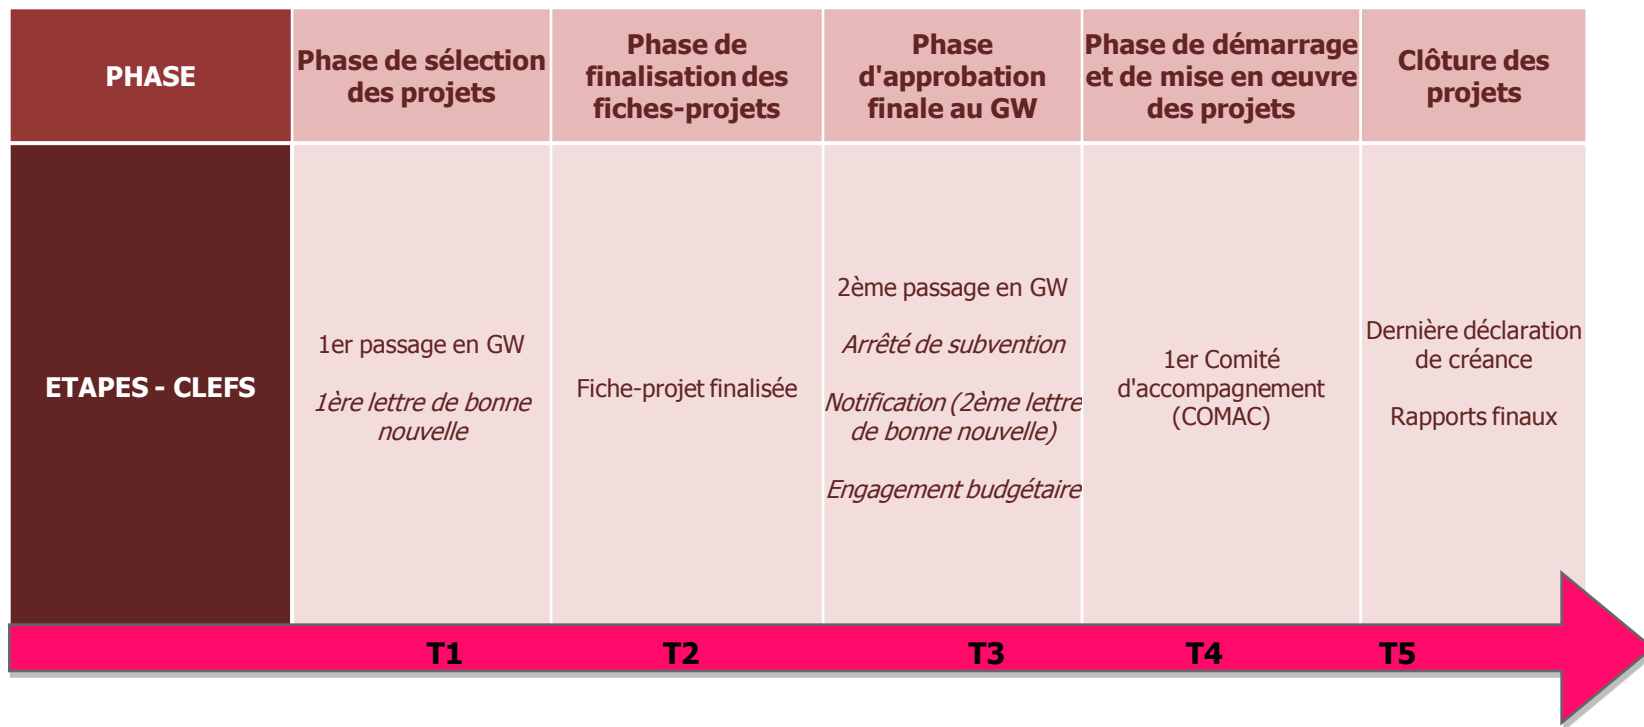 PHASE
Phase de sélection
des projets
Phase de
finalisation des
fiches-projets
Phase
d'approbation
finale au GW
Phase de démarrage
et de mise en œuvre
des projets
Clôture des
projets
ETAPES - CLEFS
1er passage en GW
1ère lettre de bonne
nouvelle
Fiche-projet finalisée
2ème passage en GW
Arrêté de subvention
Notification (2ème lettre
de bonne nouvelle)
Engagement budgétaire
1er Comité
d'accompagnement
(COMAC)
Dernière déclaration
de créance
Rapports finaux
T1 T2 T3 T4 T5